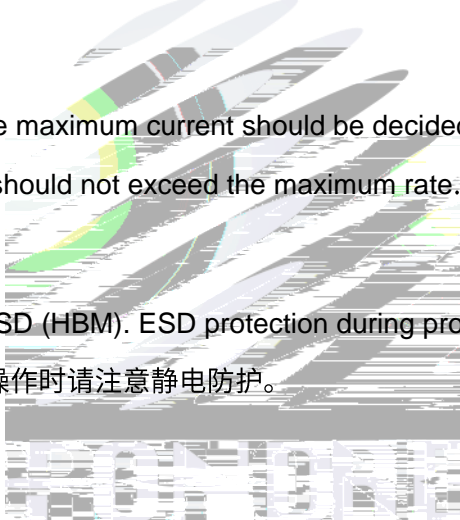 e maximum current should be decided
should not exceed the maximum rate.
SD (HBM). ESD protection during pro
操作时请注意静电防护。